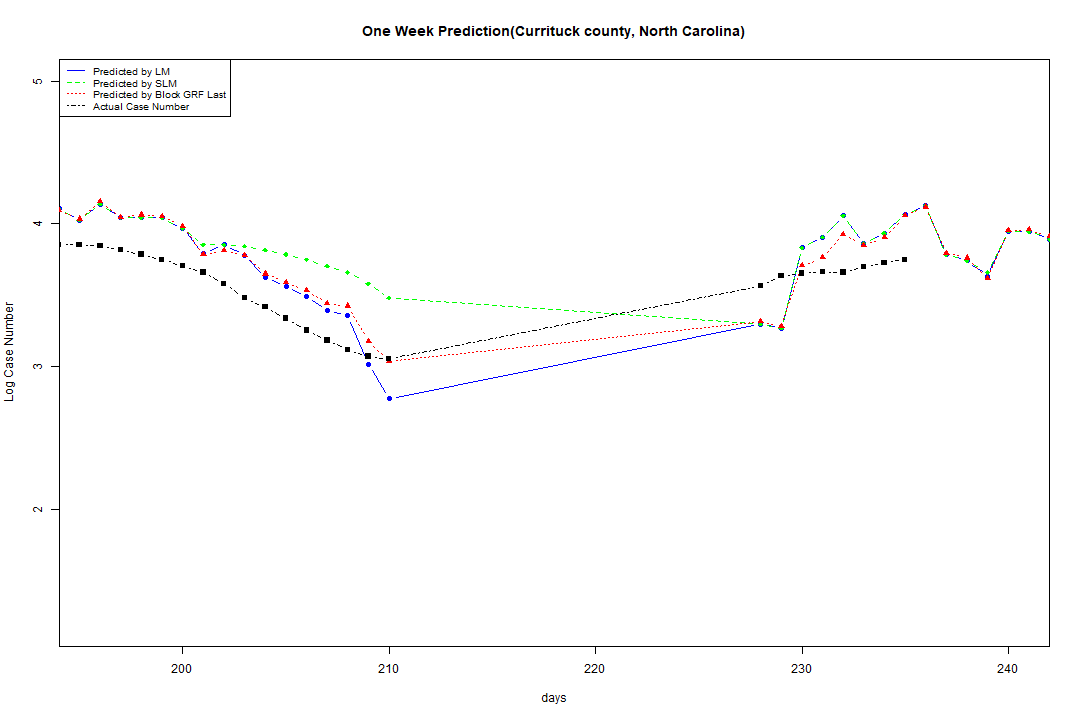 One Week Prediction(Currituck county, North Carolina)
Predicted by LM
Predicted by SLM
Predicted by Block GRF Last
Actual Case Number
5
4
3
2
Log Case Number
200
210
220
230
240
days